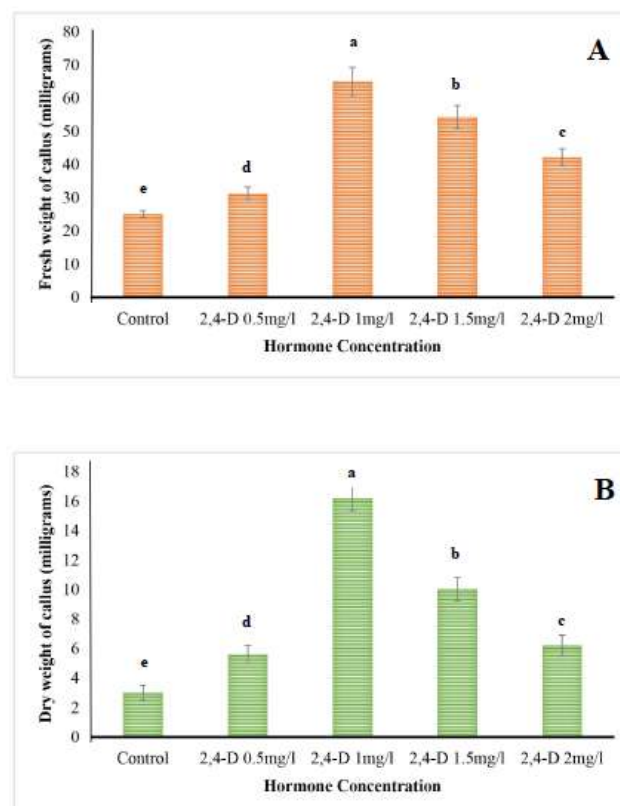 A
Fresh weight of callus (milligrams)
80
70
60
50
40
30
20
10
0
a
b
c
d
e
Control 2,4-D 0.5mg/l 2,4-D 1mg/l 2,4-D 1.5mg/l 2,4-D 2mg/l
Hormone Concentration
B
Dry weight of callus (milligrams)
18
16
14
12
10
8
6
4
2
0
a
b
c
d
e
Control 2,4-D 0.5mg/l 2,4-D 1mg/l 2,4-D 1.5mg/l 2,4-D 2mg/l
Hormone Concentration